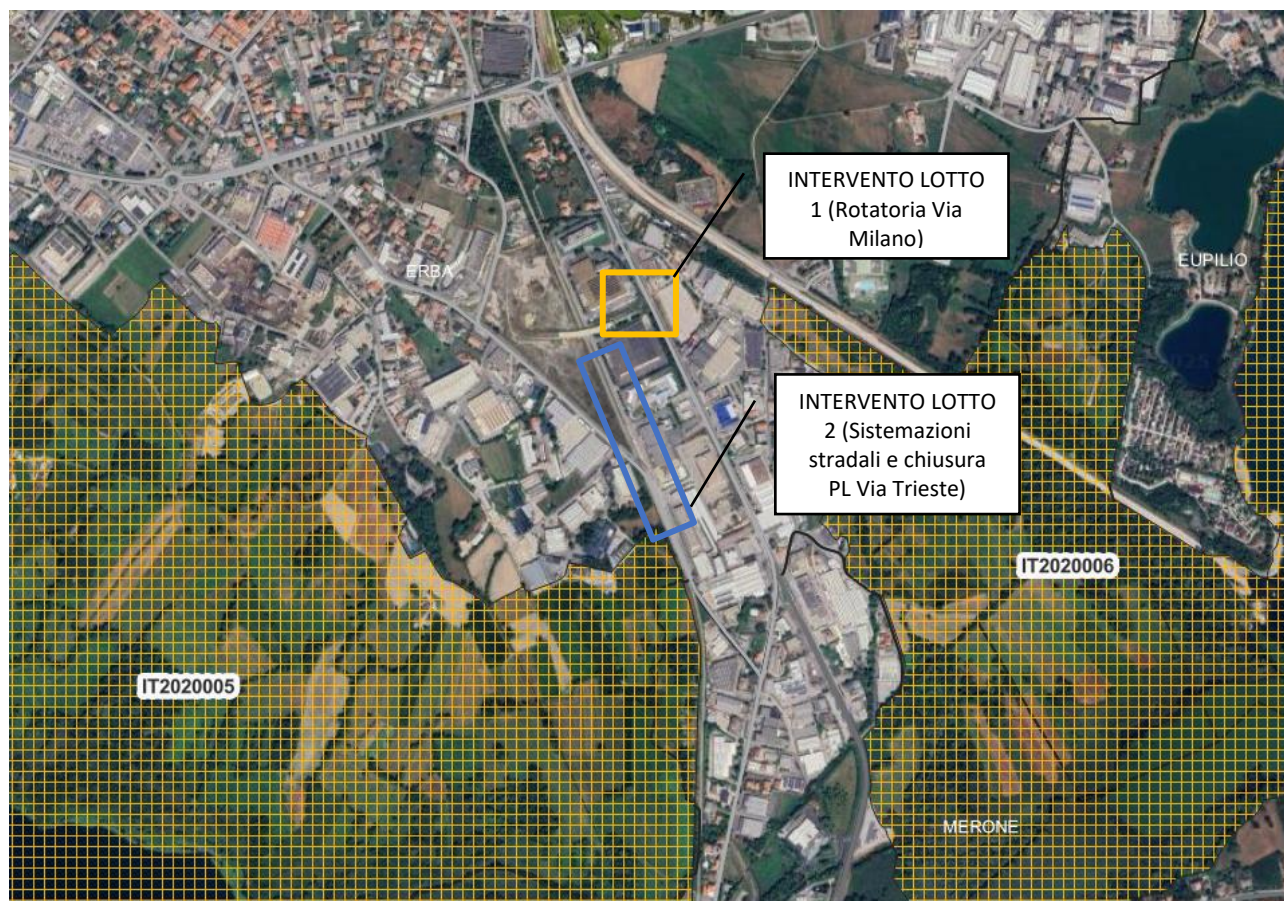 INTERVENTO LOTTO
1 (Rotatoria Via
Milano)
EUPILIO
ERBA
INTERVENTO LOTTO
2 (Sistemazioni
stradali e chiusura
PL Via Trieste)
IT2020006
IT2020005
MERONE